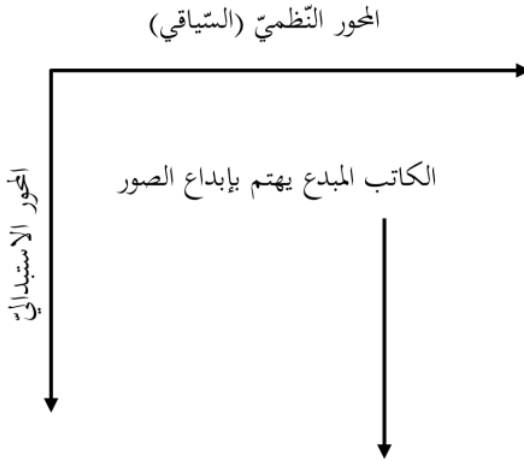 المحور النّظميّ (السّياقي)
الكاتب المبدع يهتم بإبداع الصور
المحور الاستبداليّ